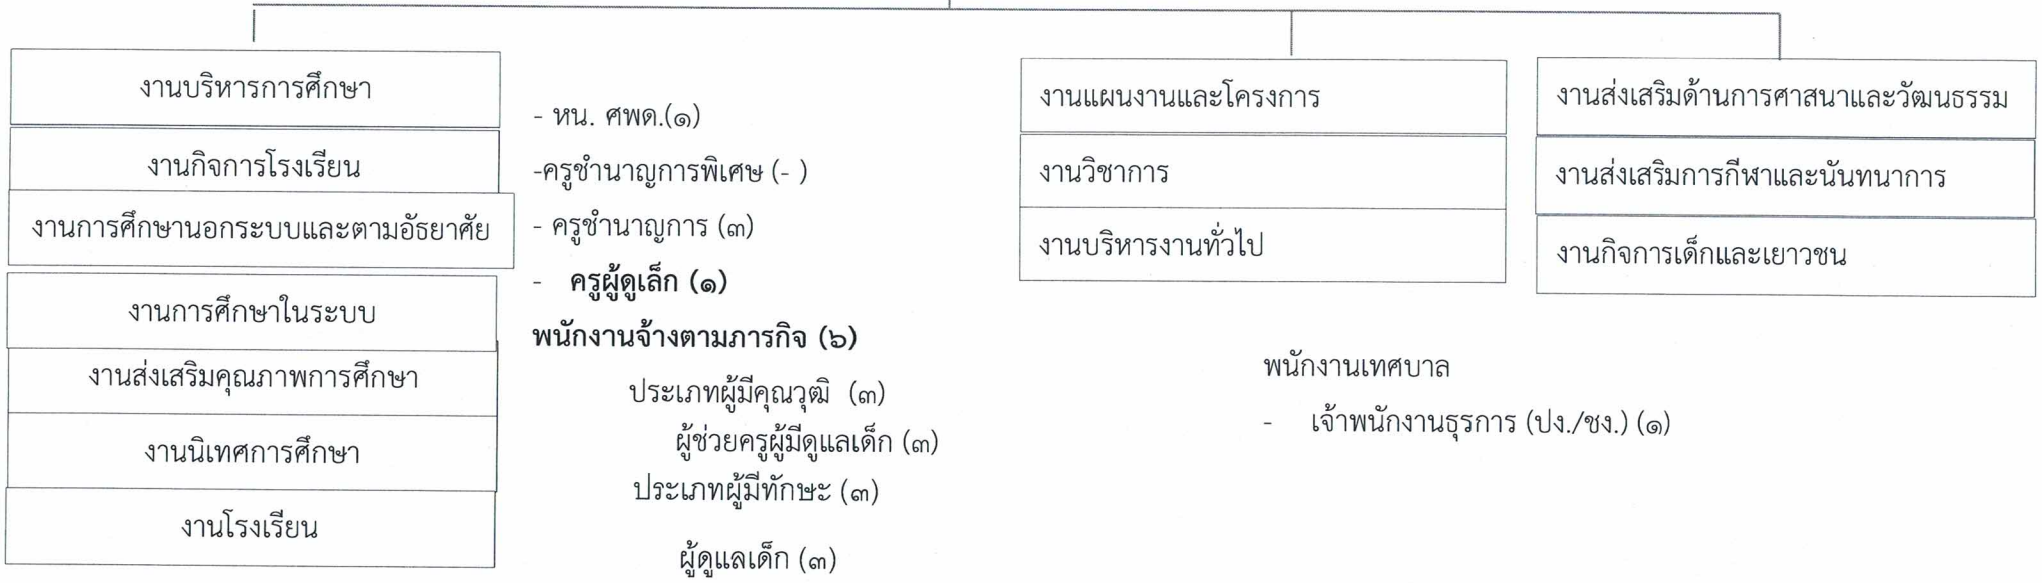 งานบริหารการศึกษา
งานกิจการโรงเรียน
งานการศึกษานอกระบบและตามอัธยาศัย
งานการศึกษาในระบบ
งานส่งเสริมคุณภาพการศึกษา
งานนิเทศการศึกษา
งานโรงเรียน
- หน. ศพด.(๑)
-ครูชำนาญการพิเศษ (- )
- ครูชำนาญการ (๓)
- ครูผู้ดูเล็ก (๑)
พนักงานจ้างตามภารกิจ (๖)
ประเภทผู้มีคุณวุฒิ (๓)
ผู้ช่วยครูผู้มีดูแลเด็ก (๓)
ประเภทผู้มีทักษะ (๓)
ผู้ดูแลเด็ก (๓)
งานแผนงานและโครงการ
งานวิชาการ
งานบริหารงานทั่วไป
งานส่งเสริมด้านการศาสนาและวัฒนธรรม
งานส่งเสริมการกีฬาและนันทนาการ
งานกิจการเด็กและเยาวชน
พนักงานเทศบาล
- เจ้าพนักงานธุรการ (ปง./ชง.) (๑)